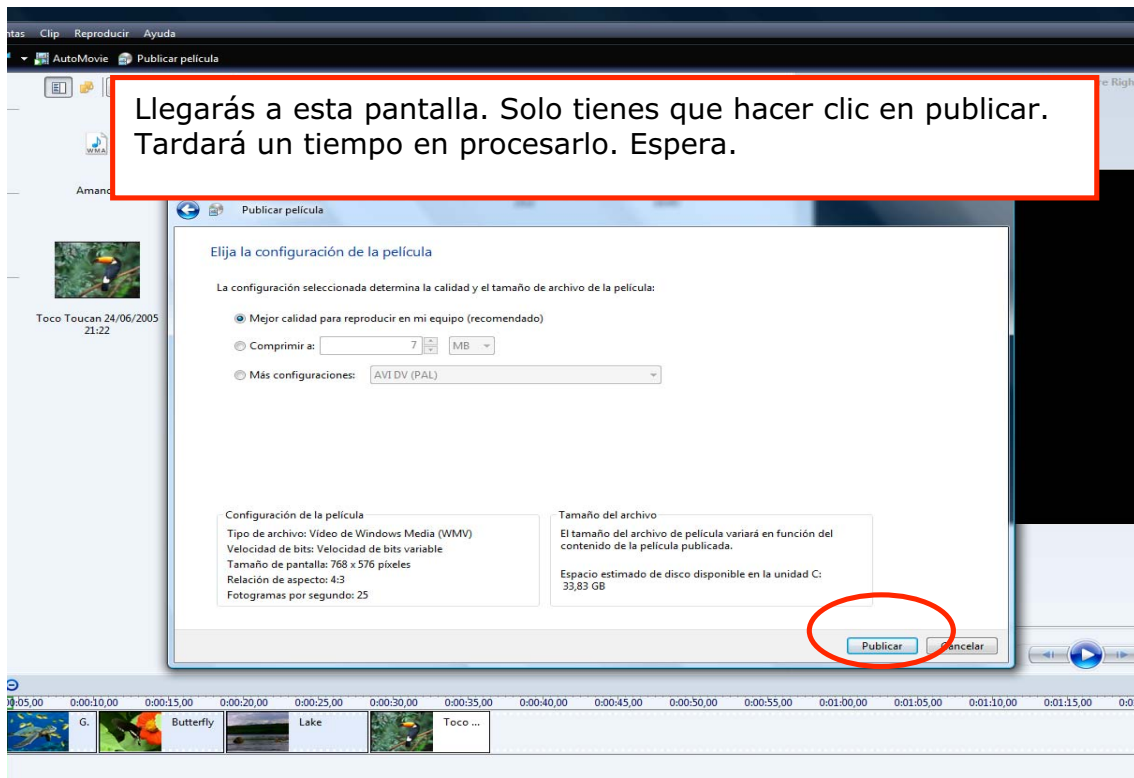 ntas Clip Reproducir Ayuda
AutoMovie Publicar película
Llegarás a esta pantalla. Solo tienes que hacer clic en publicar.
Tardará un tiempo en procesarlo. Espera.
WMA
Amand
Toco Toucan 24/06/2005
21:22
Publicar película
Elija la configuración de la película
La configuración seleccionada determina la calidad y el tamaño de archivo de la película:
Mejor calidad para reproducir en mi equipo (recomendado)
Comprimir a: 7 MB
Más configuraciones: AVI DV (PAL)
Configuración de la película
Tipo de archivo: Vídeo de Windows Media (WMV)
Velocidad de bits: Velocidad de bits variable
Tamaño de pantalla: 768 x 576 píxeles
Relación de aspecto: 4:3
Fotogramas por segundo: 25
Tamaño del archivo
El tamaño del archivo de película variará en función del
contenido de la película publicada.
Espacio estimado de disco disponible en la unidad C:
33,83 GB
Publicar Cancelar
0:00:10,00 0:00:15,00 0:00:20,00 0:00:25,00 0:00:30,00 0:00:35,00 0:00:40,00 0:00:45,00 0:00:50,00 0:00:55,00 0:01:00,00 0:01:05,00 0:01:10,00 0:01:15,00
G. Butterfly Lake Toco ...